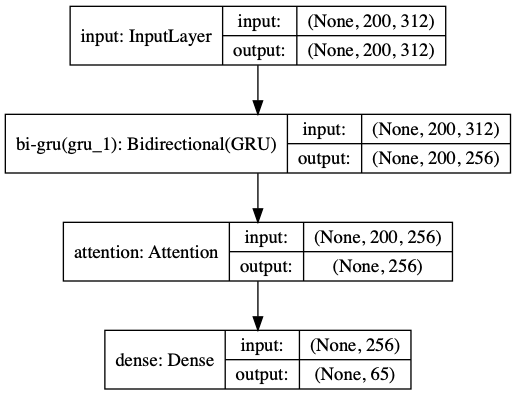 input: InputLayer
input: (None, 200, 312)
output: (None, 200, 312)
bi-gru(gru_1): Bidirectional(GRU)
input: (None, 200, 312)
output: (None, 200, 256)
attention: Attention
input: (None, 200, 256)
output: (None, 256)
dense: Dense
input: (None, 256)
output: (None, 65)